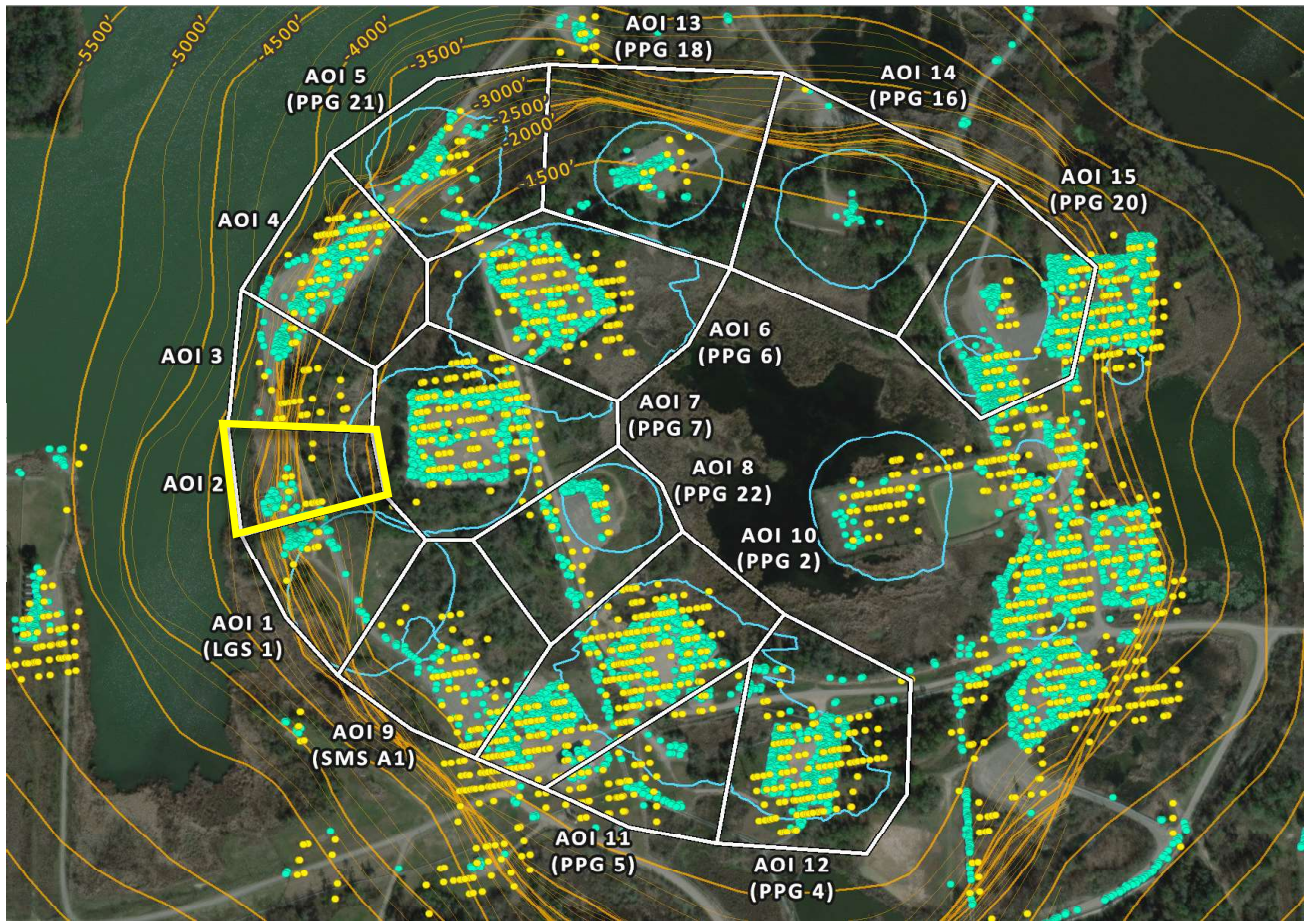 -5500'
-5000'
-4500'
-4000'
-3500'
-3000'
-2500'
-2000'
-1500'
AOI 13
(PPG 18)
AOI 14
(PPG 16)
AOI 5
(PPG 21)
AOI 15
(PPG 20)
AOI 4
AOI 3
AOI 6
(PPG 6)
AOI 7
(PPG 7)
AOI 2
AOI 8
(PPG 22)
AOI 10
(PPG 2)
AOI 1
(LGS 1)
AOI 9
(SMS A1)
AOI 11
(PPG 5)
AOI 12
(PPG 4)